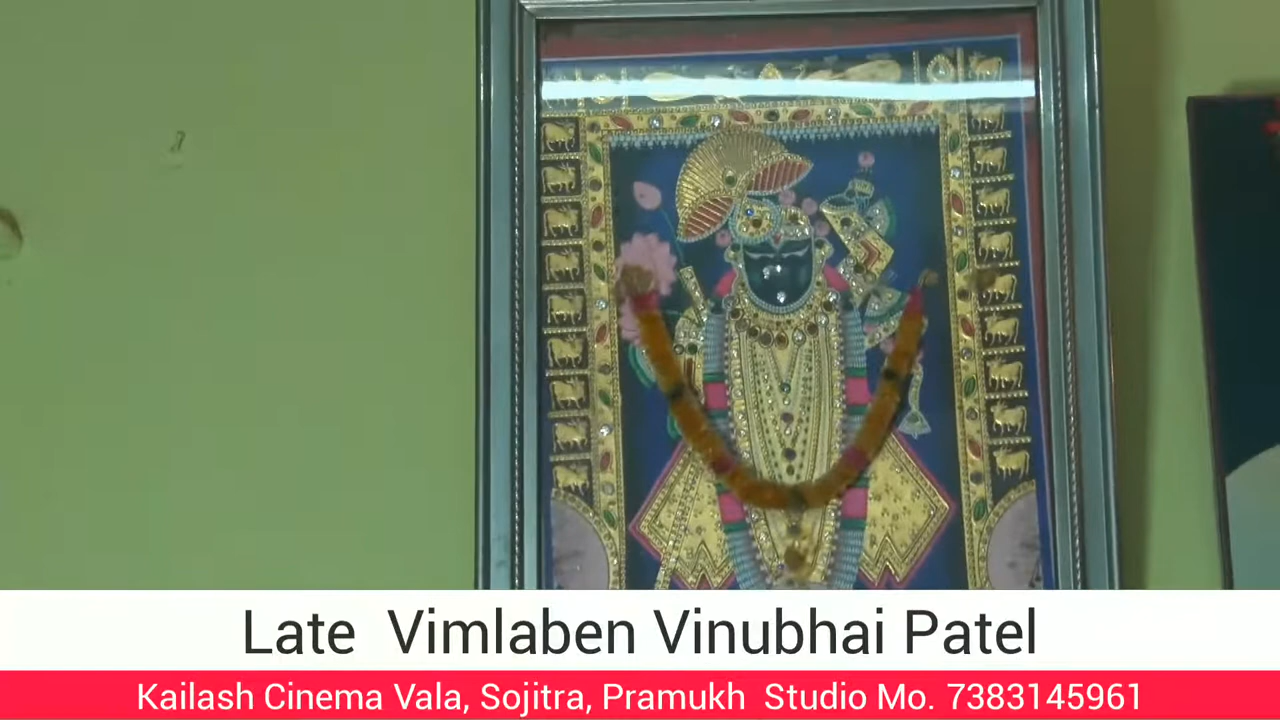 Late Vimlaben Vinubhai Patel
Kailash Cinema Vala, Sojitra, Pramukh Studio Mo. 7383145961